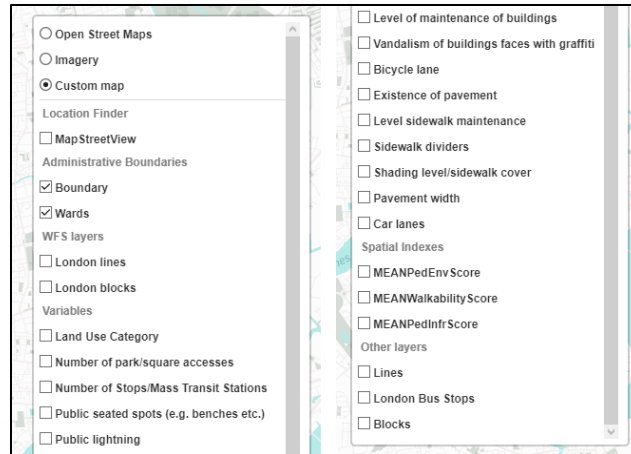 Open Street Maps
Imagery
Custom map
Location Finder
MapStreetView
Administrative Boundaries
Boundary
Wards
WFS layers
London lines
London blocks
Variables
Land Use Category
Number of park/square accesses
Number of Stops/Mass Transit Stations
Public seated spots (e.g. benches etc.)
Public lightning
Level of maintenance of buildings
Vandalism of buildings faces with graffiti
Bicycle lane
Existence of pavement
Level sidewalk maintenance
Sidewalk dividers
Shading level/sidewalk cover
Pavement width
Car lanes
Spatial Indexes
MEANPedEnvScore
MEANWalkabilityScore
MEANPedInfrScore
Other layers
Lines
London Bus Stops
Blocks